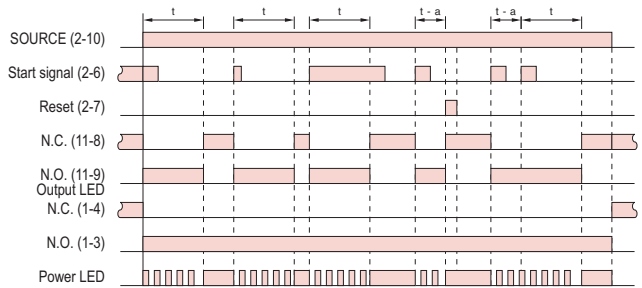 t t t t - a t - a t
SOURCE (2-10)
Start signal (2-6)
Reset (2-7)
N.C. (11-8)
N.O. (11-9)
Output LED
N.C. (1-4)
N.O. (1-3)
Power LED